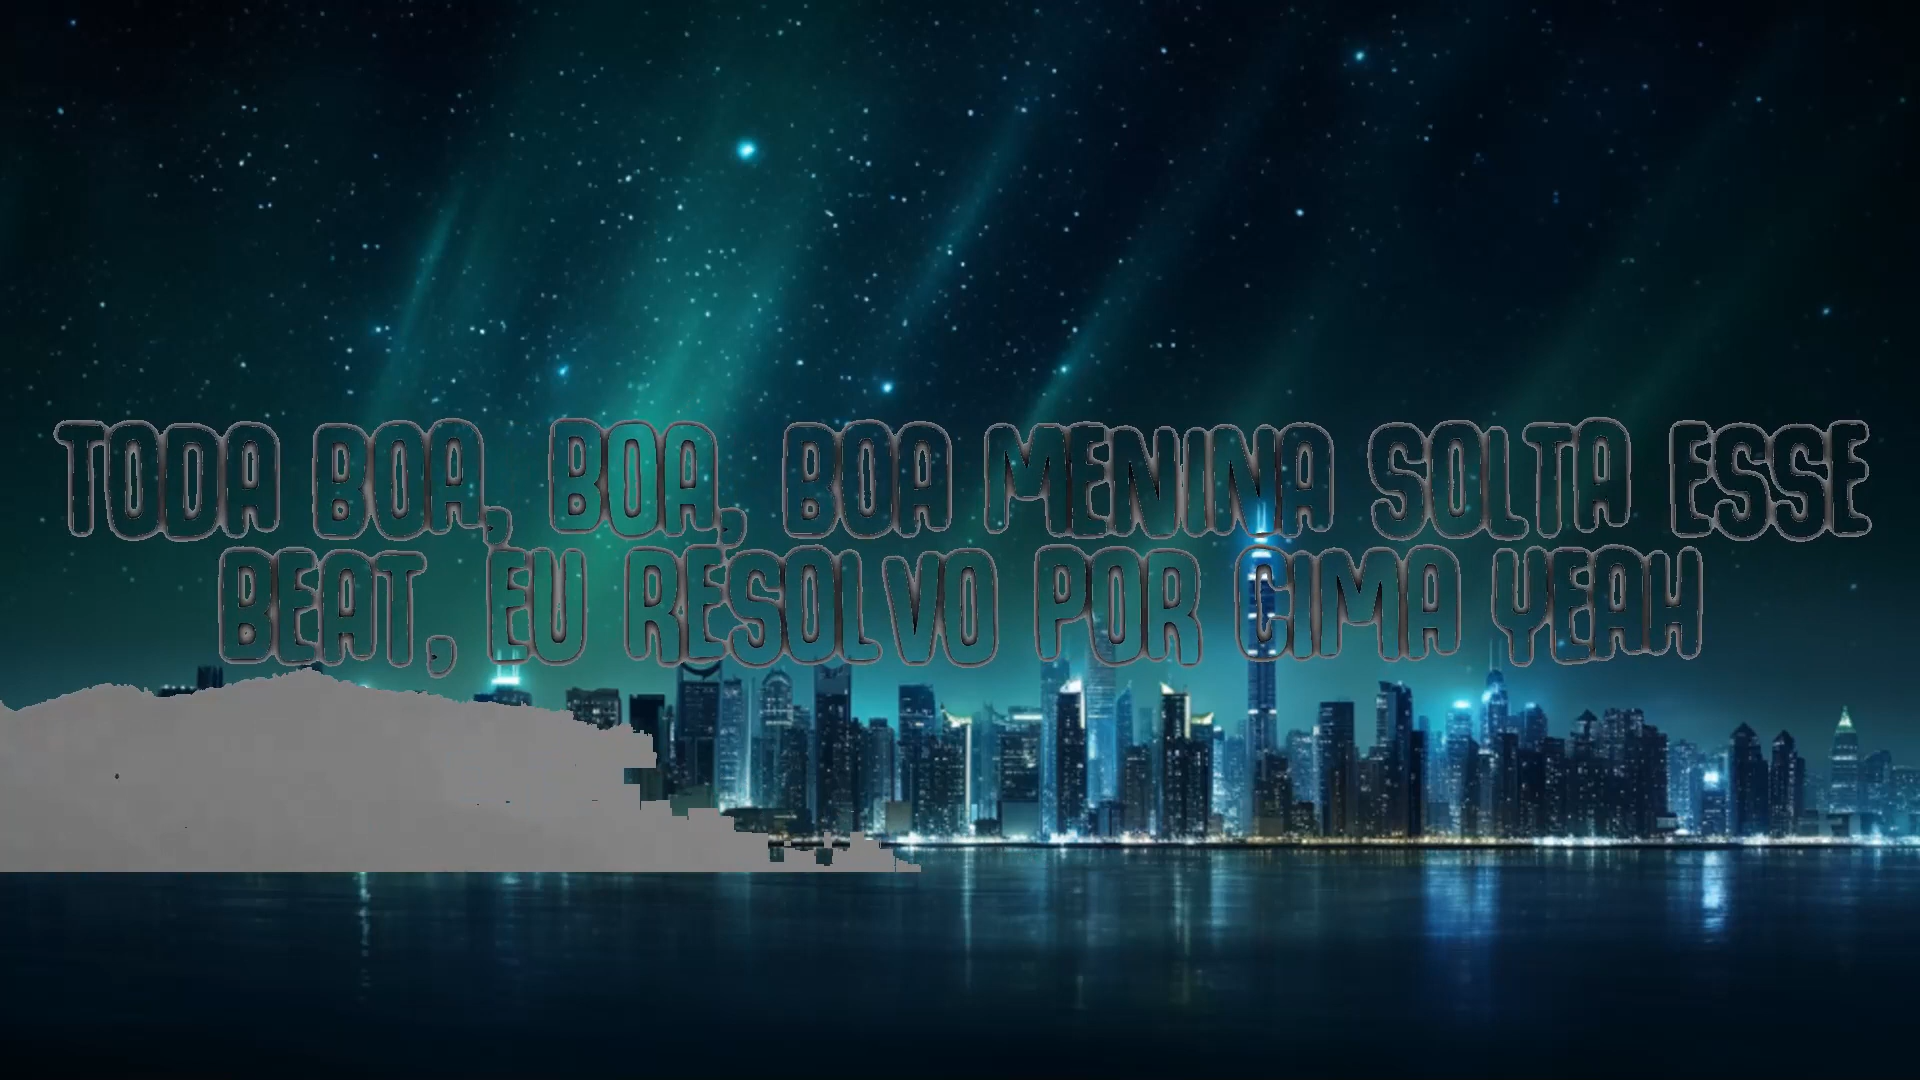 TODA BOA, BOA, BOA MENINA SOLTA ESSE
BEAT, EU RESOLVO POR CIMA YEAH